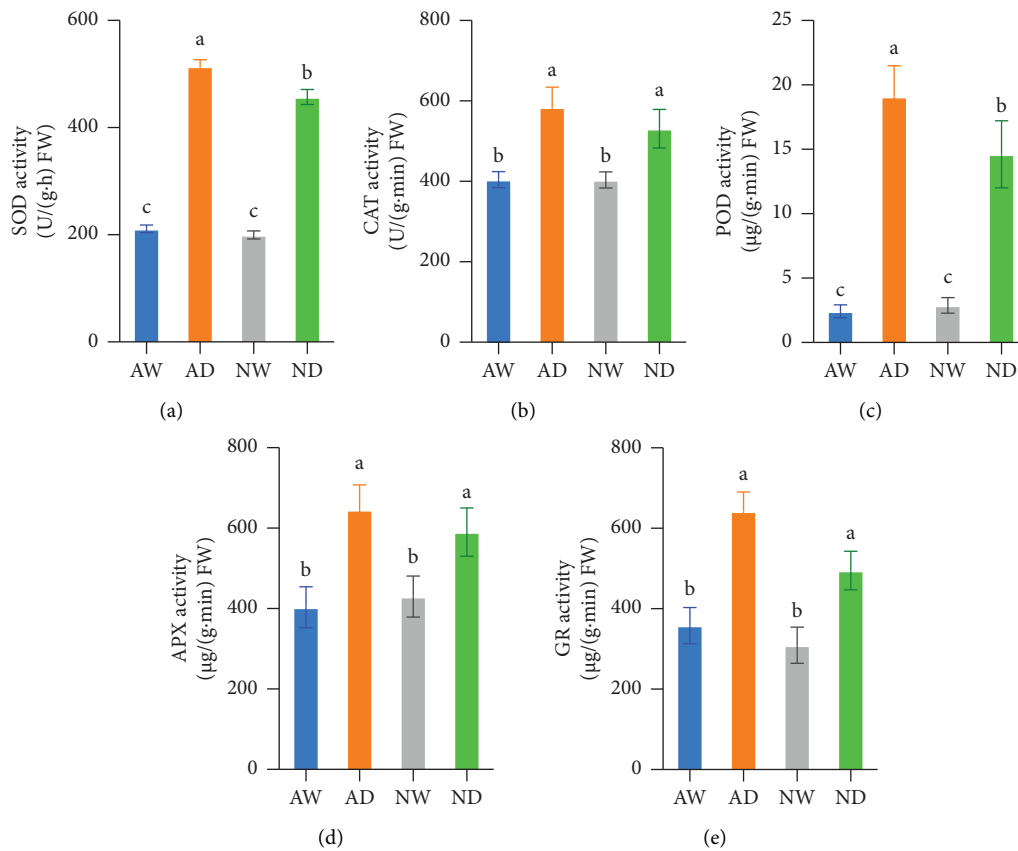 SOD activity
(U/(g·h) FW)
600
400
200
0
a
b
c
c
AW AD NW ND
(a)
CAT activity
(U/(g·min) FW)
800
600
400
200
0
b
a
b
a
AW AD NW ND
(b)
POD activity
(µg/(g·min) FW)
25
20
15
10
5
0
c
a
c
b
AW AD NW ND
(c)
APX activity
(µg/(g·min) FW)
800
600
400
200
0
b
a
b
a
AW AD NW ND
(d)
GR activity
(µg/(g·min) FW)
800
600
400
200
0
b
a
b
a
AW AD NW ND
(e)